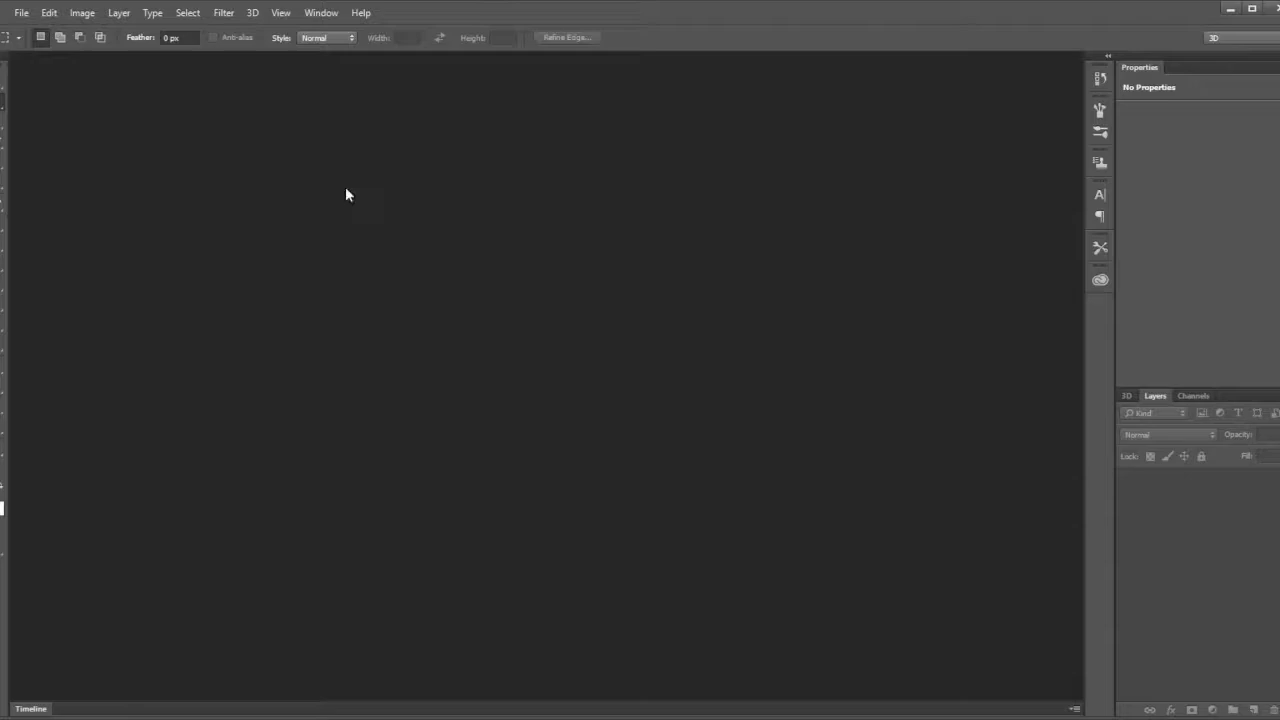 File Edit Image Layer Type Select Filter 3D View Window Help
Feather: 0 px Anti-alias Style: Normal Width: Height: Refine Edge... 3D
Properties
No Properties
3D Layers Channels
Kind T
Normal Opacity:
Lock: Fill:
fx
Timeline